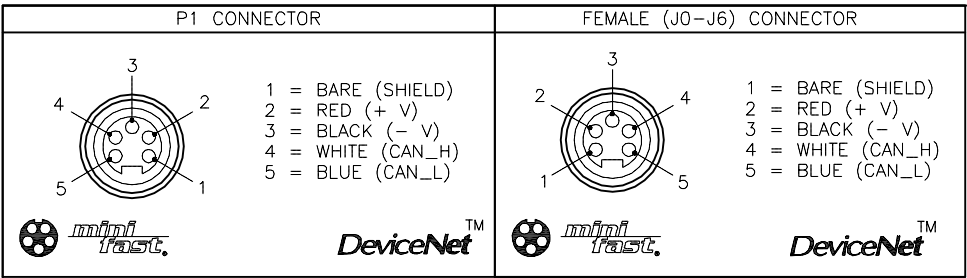 P1 CONNECTOR
3
4
2
5
1
1 = BARE (SHIELD)
2 = RED (+ V)
3 = BLACK (- V)
4 = WHITE (CAN_H)
5 = BLUE (CAN_L)
mini
fast.
DeviceNet™
FEMALE (J0-J6) CONNECTOR
3
2
4
1
5
1 = BARE (SHIELD)
2 = RED (+ V)
3 = BLACK (- V)
4 = WHITE (CAN_H)
5 = BLUE (CAN_L)
mini
fast.
DeviceNet™